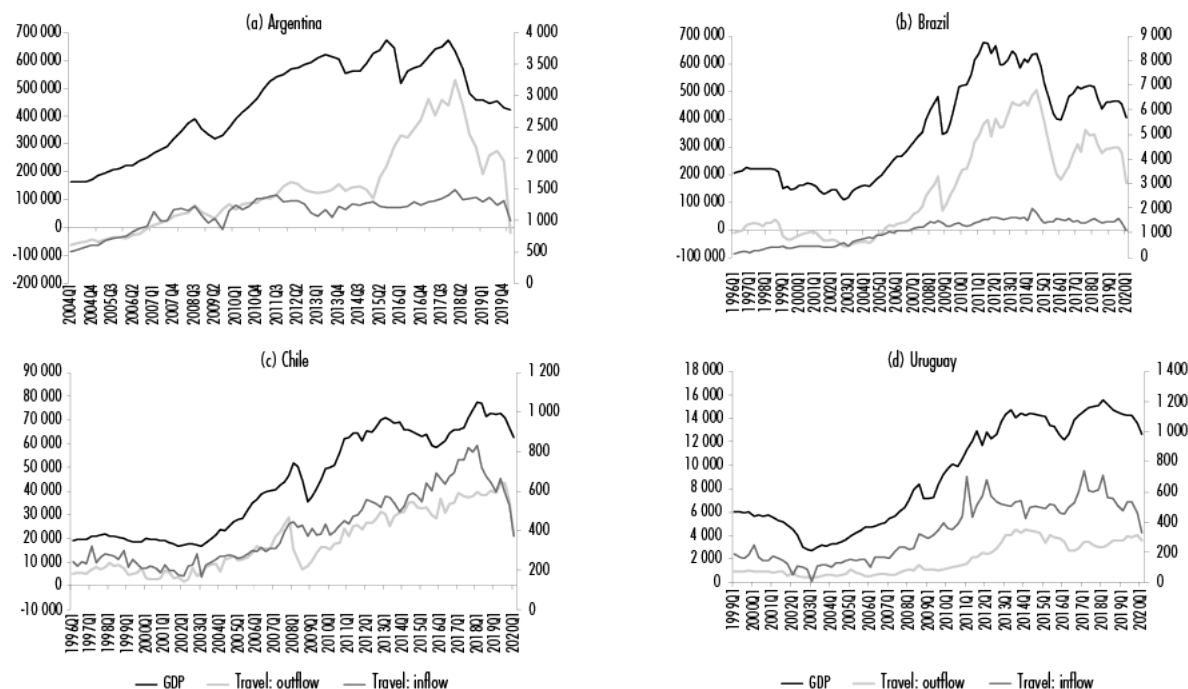 (a) Argentina
700 000
600 000
500 000
400 000
300 000
200 000
100 000
0
-100 000
-200 000
4 000
3 500
3 000
2 500
2 000
1 500
1 000
500
0
2004Q1
2004Q4
2005Q3
2006Q2
2007Q1
2007Q4
2008Q3
2009Q2
2010Q1
2010Q4
2011Q3
2012Q2
2013Q1
2013Q4
2014Q3
2015Q2
2016Q1
2016Q4
2017Q3
2018Q2
2019Q1
2019Q4
(b) Brazil
700 000
600 000
500 000
400 000
300 000
200 000
100 000
0
-100 000
9 000
8 000
7 000
6 000
5 000
4 000
3 000
2 000
1 000
0
1996Q1
1997Q1
1998Q1
1999Q1
2000Q1
2001Q1
2002Q1
2003Q1
2004Q1
2005Q1
2006Q1
2007Q1
2008Q1
2009Q1
2010Q1
2011Q1
2012Q1
2013Q1
2014Q1
2015Q1
2016Q1
2017Q1
2018Q1
2019Q1
2020Q1
(c) Chile
90 000
80 000
70 000
60 000
50 000
40 000
30 000
20 000
10 000
0
-10 000
1 200
1 000
800
600
400
200
0
1996Q1
1997Q1
1998Q1
1999Q1
2000Q1
2001Q1
2002Q1
2003Q1
2004Q1
2005Q1
2006Q1
2007Q1
2008Q1
2009Q1
2010Q1
2011Q1
2012Q1
2013Q1
2014Q1
2015Q1
2016Q1
2017Q1
2018Q1
2019Q1
2020Q1
(d) Uruguay
18 000
16 000
14 000
12 000
10 000
8 000
6 000
4 000
2 000
0
1 400
1 200
1 000
800
600
400
200
0
1999Q1
2000Q1
2001Q1
2002Q1
2003Q1
2004Q1
2005Q1
2006Q1
2007Q1
2008Q1
2009Q1
2010Q1
2011Q1
2012Q1
2013Q1
2014Q1
2015Q1
2016Q1
2017Q1
2018Q1
2019Q1
2020Q1
GDP Travel: outflow Travel: inflow
GDP Travel: outflow Travel: inflow